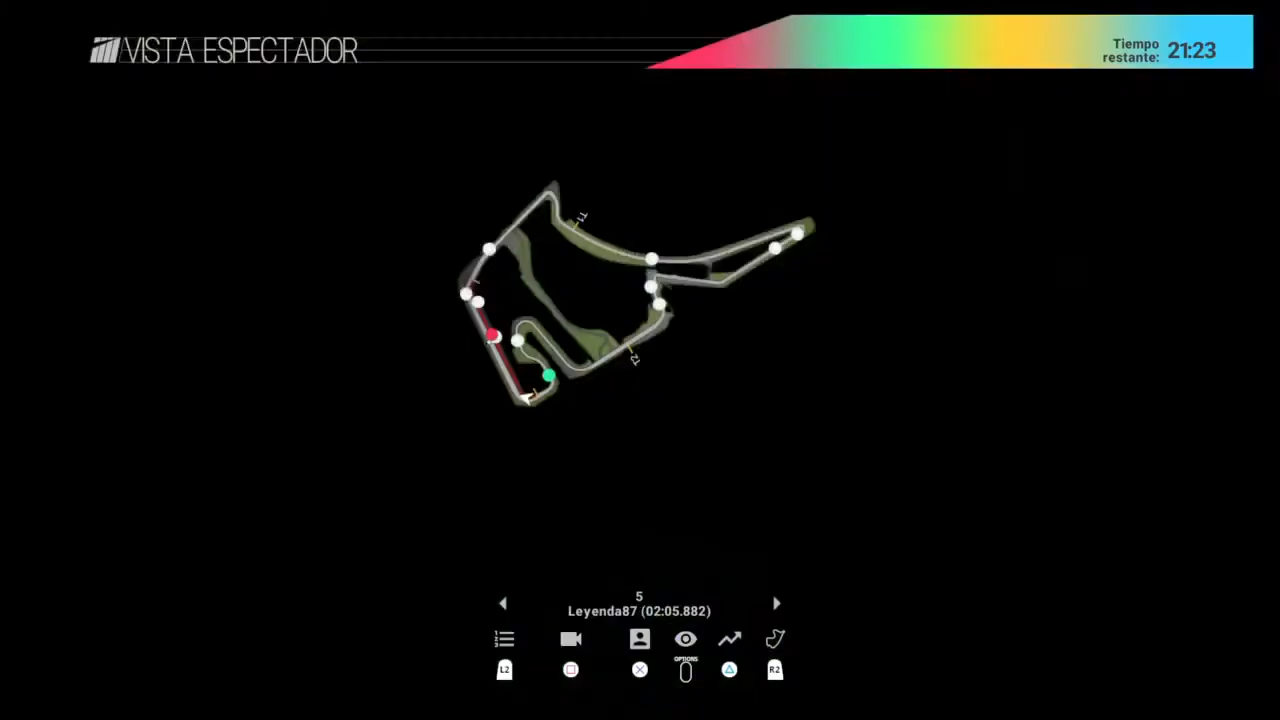 VISTA ESPECTADOR
Tiempo
restante: 21:23
T1
T2
5
Leyenda87 (02:05.882)
OPTIONS
L2
R2